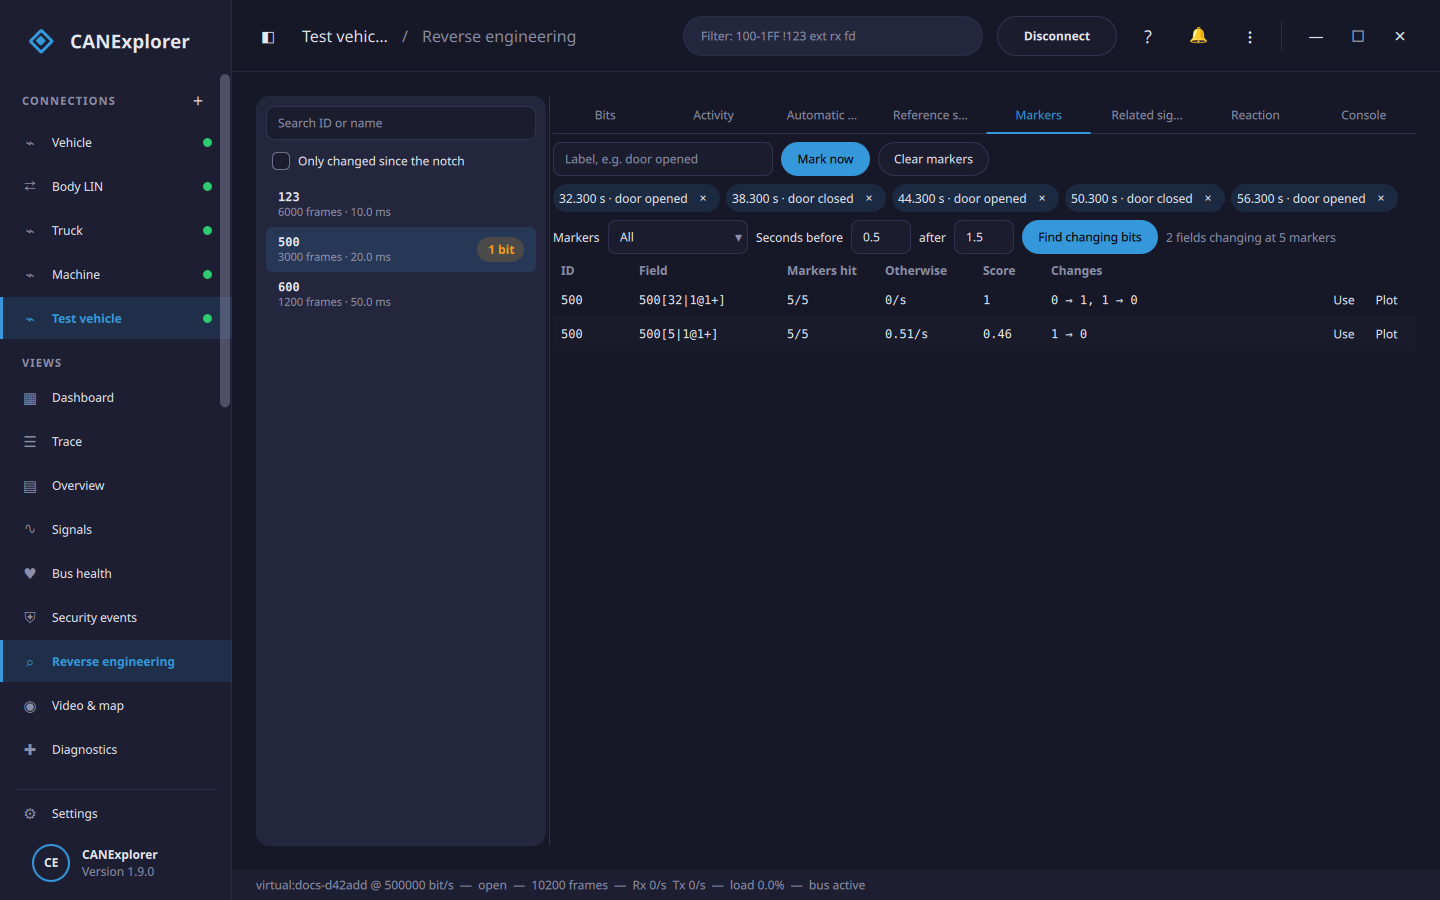 CANExplorer
CONNECTIONS +
Vehicle
Body LIN
Truck
Machine
Test vehicle
VIEWS
Dashboard
Trace
Overview
Signals
Bus health
Security events
Reverse engineering
Video & map
Diagnostics
Settings
CE
CANExplorer
Version 1.9.0
Test vehic... / Reverse engineering
Filter: 100-1FF !123 ext rx fd
Disconnect
?
Search ID or name
Only changed since the notch
123
6000 frames · 10.0 ms
500
3000 frames · 20.0 ms
1 bit
600
1200 frames · 50.0 ms
Bits Activity Automatic ... Reference s... Markers Related sig... Reaction Console
Label, e.g. door opened Mark now Clear markers
32.300 s · door opened × 38.300 s · door closed × 44.300 s · door opened × 50.300 s · door closed × 56.300 s · door opened ×
Markers All Seconds before 0.5 after 1.5 Find changing bits 2 fields changing at 5 markers
ID Field Markers hit Otherwise Score Changes
500 500[32|1@1+] 5/5 0/s 1 0 → 1, 1 → 0 Use Plot
500 500[5|1@1+] 5/5 0.51/s 0.46 1 → 0 Use Plot
virtual:docs-d42add @ 500000 bit/s — open — 10200 frames — Rx 0/s Tx 0/s — load 0.0% — bus active